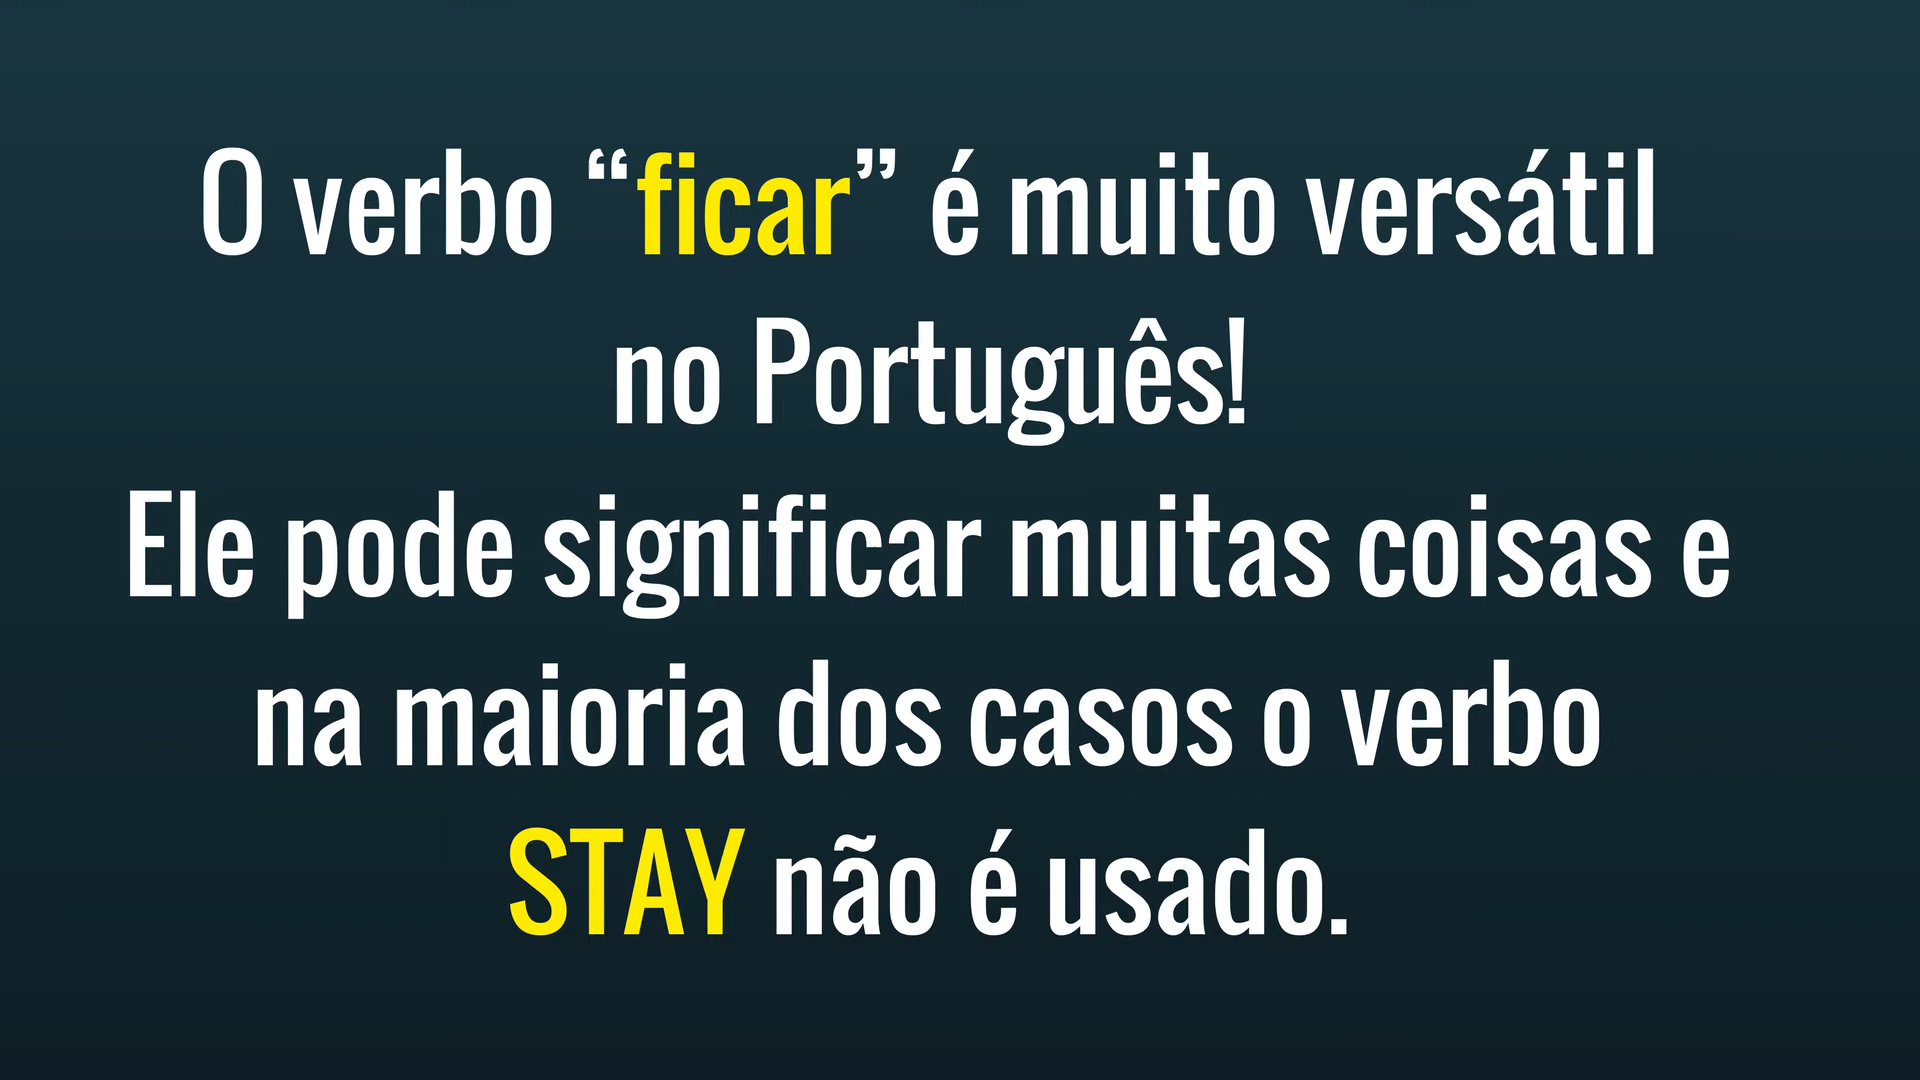 O verbo “ficar” é muito versátil
no Português!
Ele pode significar muitas coisas e
na maioria dos casos o verbo
STAY não é usado.